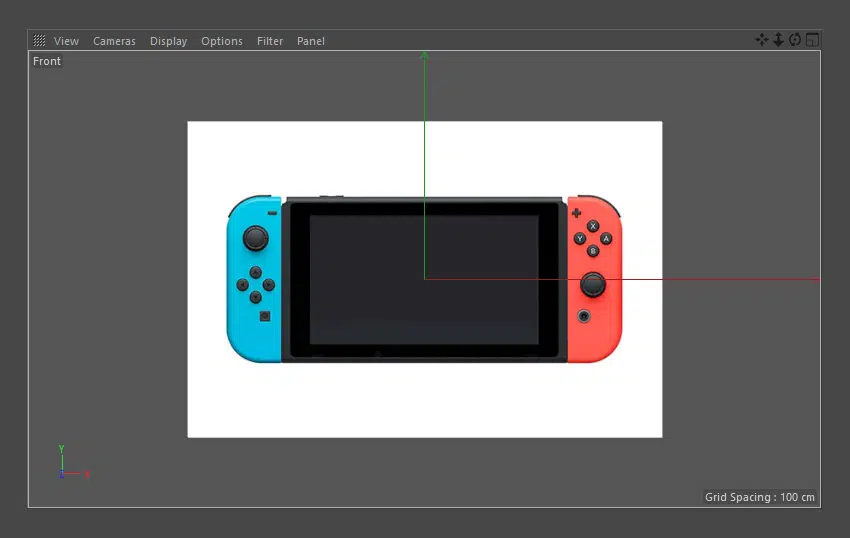 View Cameras Display Options Filter Panel
Front
X
Y A
B
Y
X
Grid Spacing : 100 cm